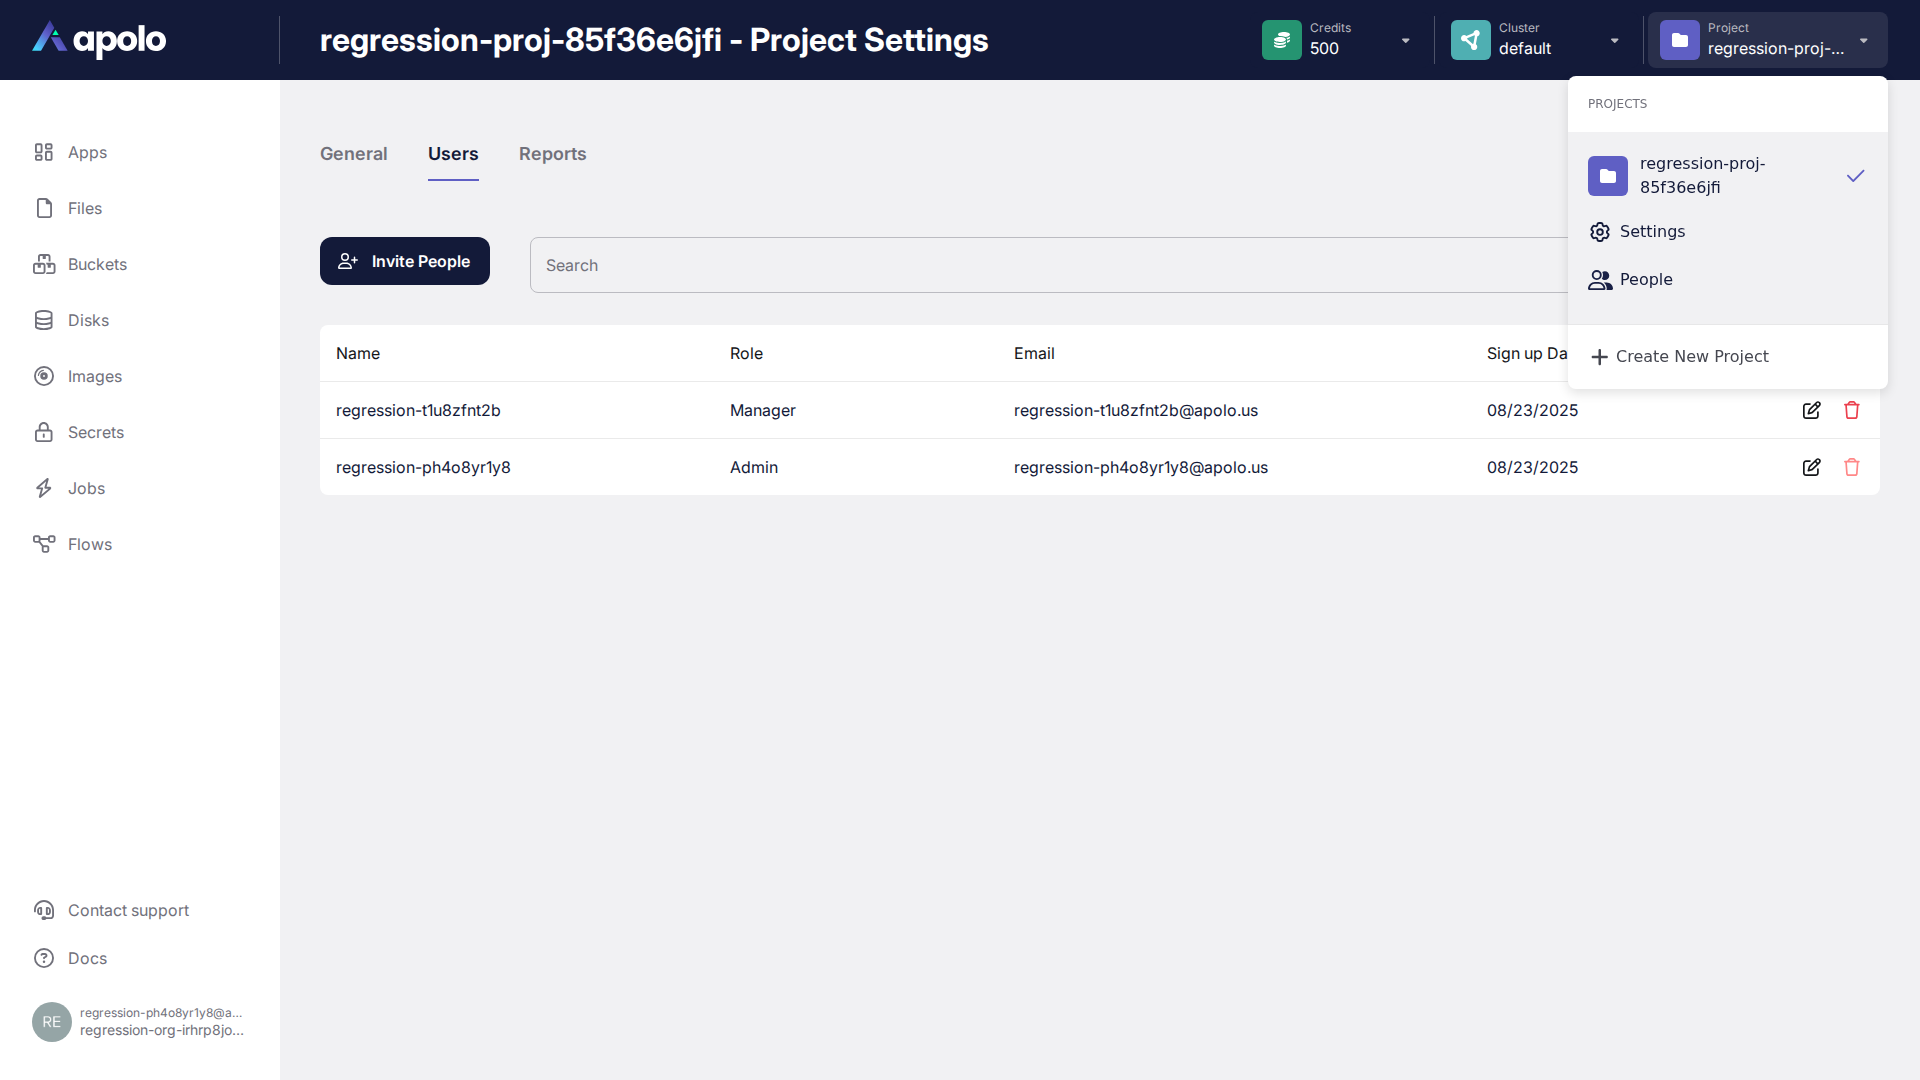 apolo
regression-proj-85f36e6jfi - Project Settings
Credits
500
Cluster
default
Project
regression-proj-...
PROJECTS
regression-proj-
85f36e6jfi
Settings
People
Create New Project
Apps
Files
Buckets
Disks
Images
Secrets
Jobs
Flows
General Users Reports
Invite People
Search
Name Role Email Sign up Da
regression-t1u8zfnt2b Manager regression-t1u8zfnt2b@apolo.us 08/23/2025
regression-ph4o8yr1y8 Admin regression-ph4o8yr1y8@apolo.us 08/23/2025
Contact support
Docs
RE
regression-ph4o8yr1y8@a...
regression-org-irhrp8jo...